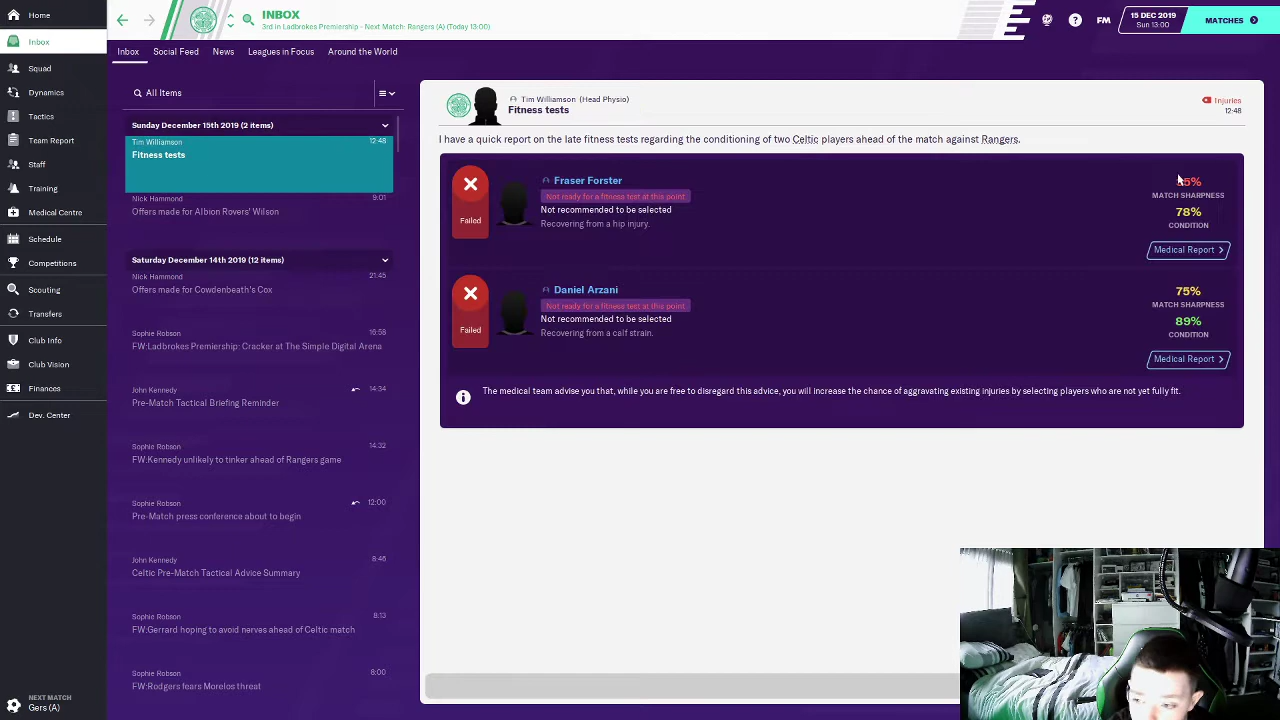 INBOX
3rd in Ladbrokes Premiership - Next Match: Rangers (A) (Today 13:00)
FM
15 DEC 2019
Sun 13:00
MATCHES
Inbox
Squad
Dynamics
Tactics
Team Report
Staff
Training
Medical Centre
Schedule
Competitions
Scouting
Transfers
Club Info
Club Vision
Finances
Dev. Center
NEXT MATCH
Gers (A)
Inbox
Social Feed
News
Leagues in Focus
Around the World
All Items
Sunday December 15th 2019 (2 items)
Tim Williamson 12:48
Fitness tests
Nick Hammond 9:01
Offers made for Albion Rovers' Wilson
Saturday December 14th 2019 (12 items)
Nick Hammond 21:45
Offers made for Cowdenbeath's Cox
Sophie Robson 16:58
FW:Ladbrokes Premiership: Cracker at The Simple Digital Arena
John Kennedy 14:34
Pre-Match Tactical Briefing Reminder
Sophie Robson 14:32
FW:Kennedy unlikely to tinker ahead of Rangers game
Sophie Robson 12:00
Pre-Match press conference about to begin
John Kennedy 8:46
Celtic Pre-Match Tactical Advice Summary
Sophie Robson 8:13
FW:Gerrard hoping to avoid nerves ahead of Celtic match
Sophie Robson 8:00
FW:Rodgers fears Morelos threat
Tim Williamson (Head Physio)
Fitness tests
Injuries
12:48
I have a quick report on the late fitness tests regarding the conditioning of two Celtic players ahead of the match against Rangers.
Failed
Fraser Forster
Not ready for a fitness test at this point.
Not recommended to be selected
Recovering from a hip injury.
MATCH SHARPNESS
78%
CONDITION
Medical Report
Failed
Daniel Arzani
Not ready for a fitness test at this point.
Not recommended to be selected
Recovering from a calf strain.
75%
MATCH SHARPNESS
89%
CONDITION
Medical Report
The medical team advise you that, while you are free to disregard this advice, you will increase the chance of aggravating existing injuries by selecting players who are not yet fully fit.